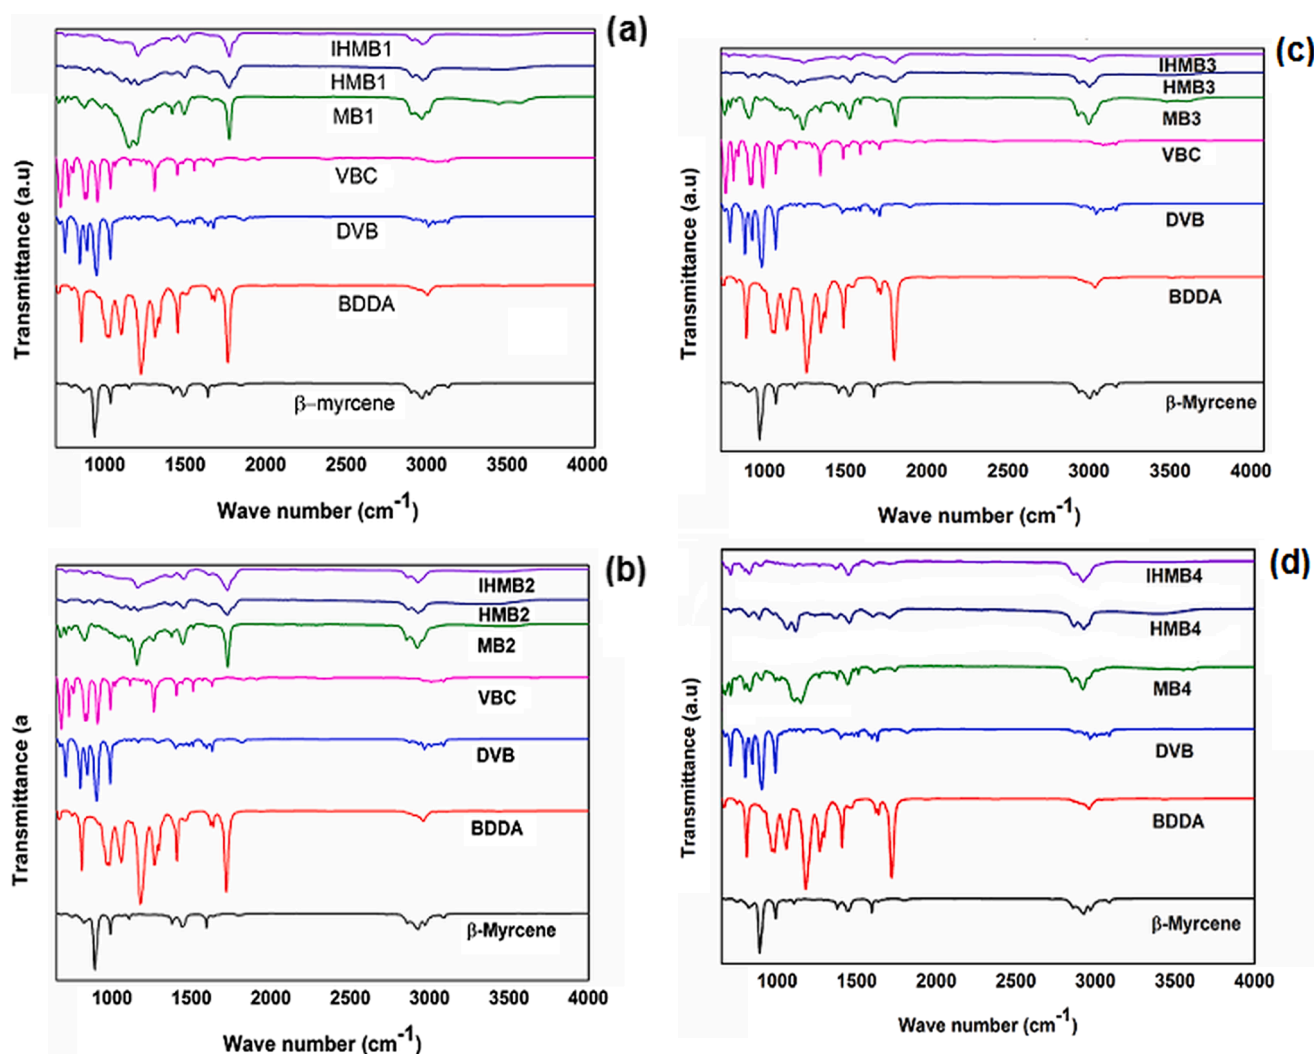 (a)
IHMB1
HMB1
MB1
VBC
DVB
BDDA
β-myrcene
Transmittance (a.u)
1000 1500 2000 2500 3000 3500 4000
Wave number (cm-1)
(c)
IHMB3
HMB3
MB3
VBC
DVB
BDDA
β-Myrcene
Transmittance (a.u)
1000 1500 2000 2500 3000 3500 4000
Wave number (cm-1)
(b)
IHMB2
HMB2
MB2
VBC
DVB
BDDA
β-Myrcene
Transmittance (a
1000 1500 2000 2500 3000 3500 4000
Wave number (cm-1)
(d)
IHMB4
HMB4
MB4
DVB
BDDA
β-Myrcene
Transmittance (a.u)
1000 1500 2000 2500 3000 3500 4000
Wave number (cm-1)